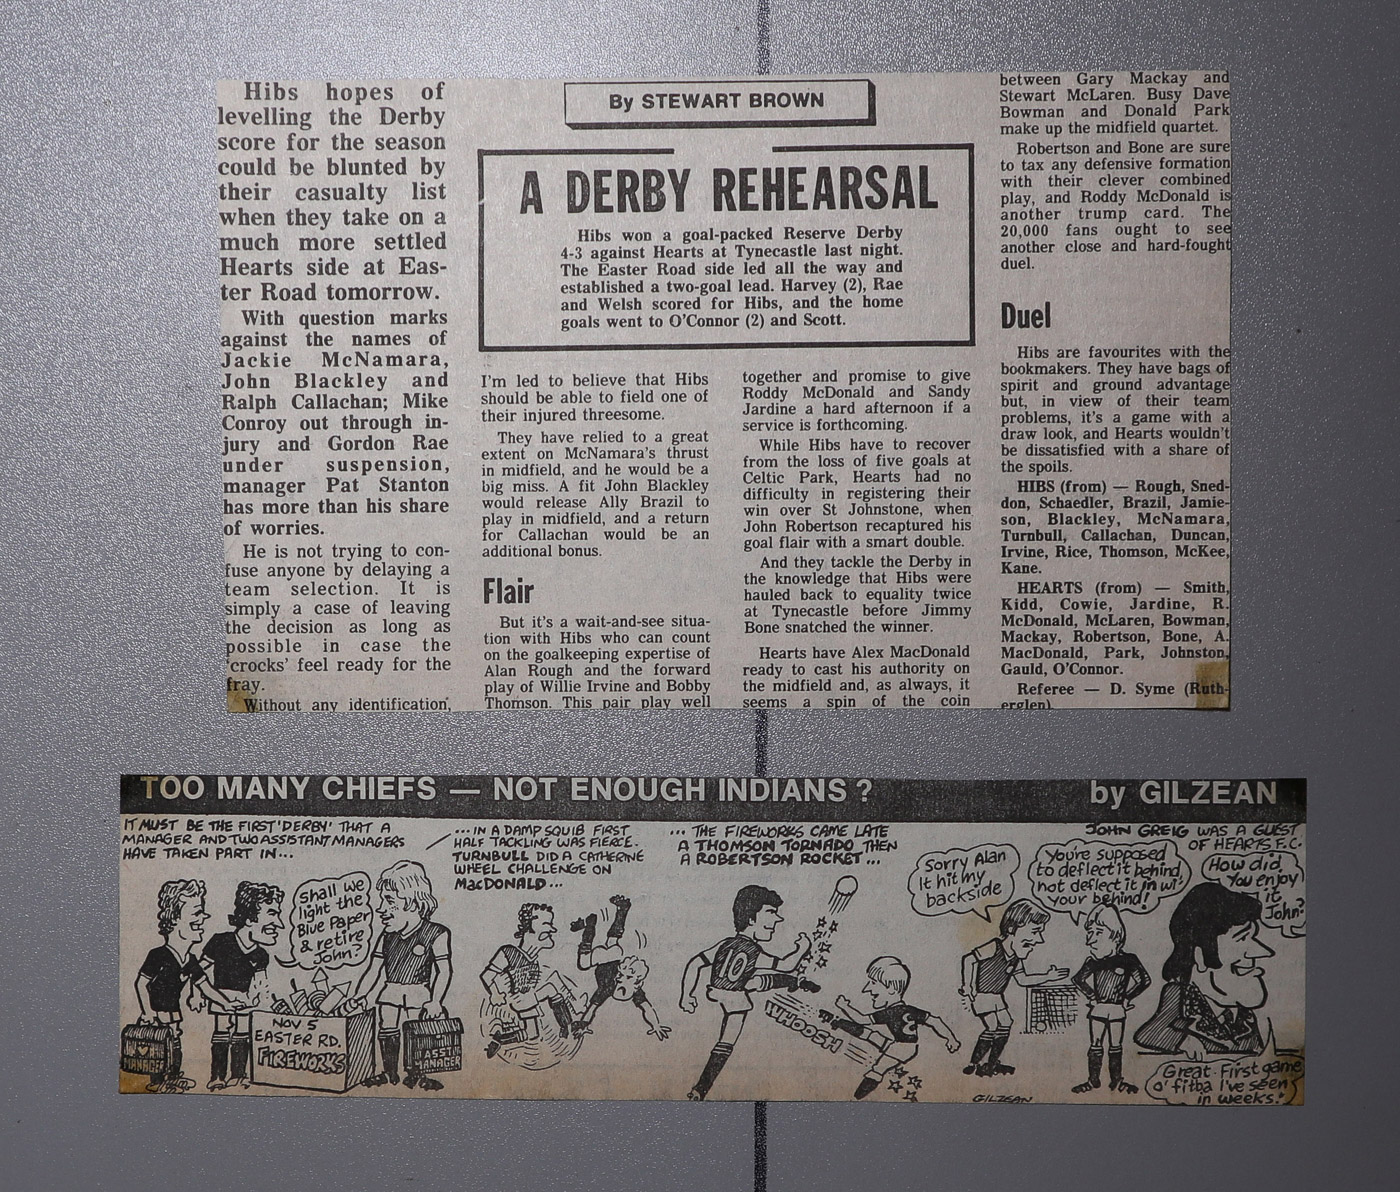 Hibs hopes of
levelling the Derby
score for the season
could be blunted by
their casualty list
when they take on a
much more settled
Hearts side at Eas-
ter Road tomorrow.
With question marks
against the names of
Jackie McNamara,
John Blackley and
Ralph Callachan; Mike
Conroy out through in-
jury and Gordon Rae
under suspension,
manager Pat Stanton
has more than his share
of worries.
He is not trying to con-
fuse anyone by delaying a
team selection. It is
simply a case of leaving
the decision as long as
possible in case the
'crocks' feel ready for the
fray.
Without any identification,
By STEWART BROWN
A DERBY REHEARSAL
Hibs won a goal-packed Reserve Derby
4-3 against Hearts at Tynecastle last night.
The Easter Road side led all the way and
established a two-goal lead. Harvey (2), Rae
and Welsh scored for Hibs, and the home
goals went to O'Connor (2) and Scott.
I'm led to believe that Hibs
should be able to field one of
their injured threesome.
They have relied to a great
extent on McNamara's thrust
in midfield, and he would be a
big miss. A fit John Blackley
would release Ally Brazil to
play in midfield, and a return
for Callachan would be an
additional bonus.
Flair
But it's a wait-and-see situa-
tion with Hibs who can count
on the goalkeeping expertise of
Alan Rough and the forward
play of Willie Irvine and Bobby
Thomson. This pair play well
together and promise to give
Roddy McDonald and Sandy
Jardine a hard afternoon if a
service is forthcoming.
While Hibs have to recover
from the loss of five goals at
Celtic Park, Hearts had no
difficulty in registering their
win over St Johnstone, when
John Robertson recaptured his
goal flair with a smart double.
And they tackle the Derby in
the knowledge that Hibs were
hauled back to equality twice
at Tynecastle before Jimmy
Bone snatched the winner.
Hearts have Alex MacDonald
ready to cast his authority on
the midfield and, as always, it
seems a spin of the coin
between Gary Mackay and
Stewart McLaren. Busy Dave
Bowman and Donald Park
make up the midfield quartet.
Robertson and Bone are sure
to tax any defensive formation
with their clever combined
play, and Roddy McDonald is
another trump card. The
20,000 fans ought to see
another close and hard-fought
duel.
Duel
Hibs are favourites with the
bookmakers. They have bags of
spirit and ground advantage
but, in view of their team
problems, it's a game with a
draw look, and Hearts wouldn't
be dissatisfied with a share of
the spoils.
HIBS (from) — Rough, Sned-
don, Schaedler, Brazil, Jamie-
son, Blackley, McNamara,
Turnbull, Callachan, Duncan,
Irvine, Rice, Thomson, McKee,
Kane.
HEARTS (from) — Smith,
Kidd, Cowie, Jardine, R.
McDonald, McLaren, Bowman,
Mackay, Robertson, Bone, A.
MacDonald, Park, Johnston,
Gauld, O'Connor.
Referee — D. Syme (Ruth-
erglen).
TOO MANY CHIEFS — NOT ENOUGH INDIANS ?
by GILZEAN
IT MUST BE THE FIRST 'DERBY' THAT A
MANAGER AND TWO ASSISTANT MANAGERS
HAVE TAKEN PART IN...
Shall we
light the
Blue Paper
& retire
John?
NOV 5
EASTER RD.
FIREWORKS
MANAGER
ASST
MANAGER
...IN A DAMP SQUIB FIRST
HALF TACKLING WAS FIERCE.
TURNBULL DID A CATHERINE
WHEEL CHALLENGE ON
MacDONALD...
... THE FIREWORKS CAME LATE
A THOMSON TORNADO THEN
A ROBERTSON ROCKET...
10
WHOOSH
8
Sorry Alan
It hit my
backside
You're supposed
to deflect it behind,
not deflect it in wi'
your behind!
GILZEAN
JOHN GREIG WAS A GUEST
OF HEARTS F.C.
How did
you enjoy
it
John?
Great. First game
o' fitba I've seen
in weeks!